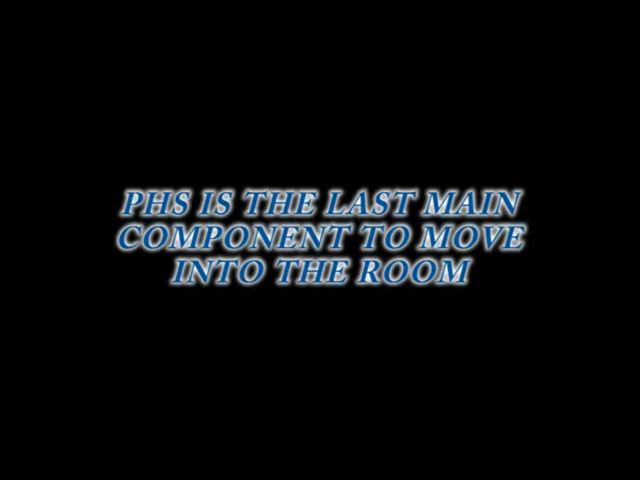 PHS IS THE LAST MAIN
COMPONENT TO MOVE
INTO THE ROOM